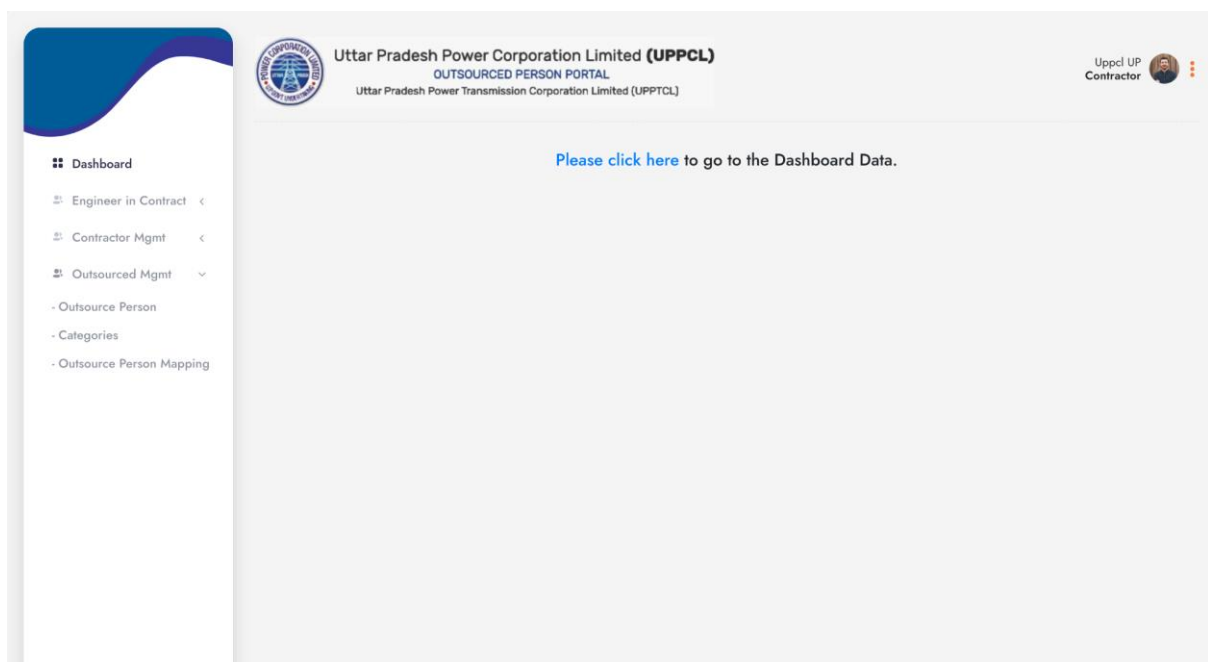 Uttar Pradesh Power Corporation Limited (UPPCL)
OUTSOURCED PERSON PORTAL
Uttar Pradesh Power Transmission Corporation Limited (UPPTCL)
Uppcl UP
Contractor
Dashboard
Engineer in Contract
Contractor Mgmt
Outsourced Mgmt
- Outsource Person
- Categories
- Outsource Person Mapping
Please click here to go to the Dashboard Data.